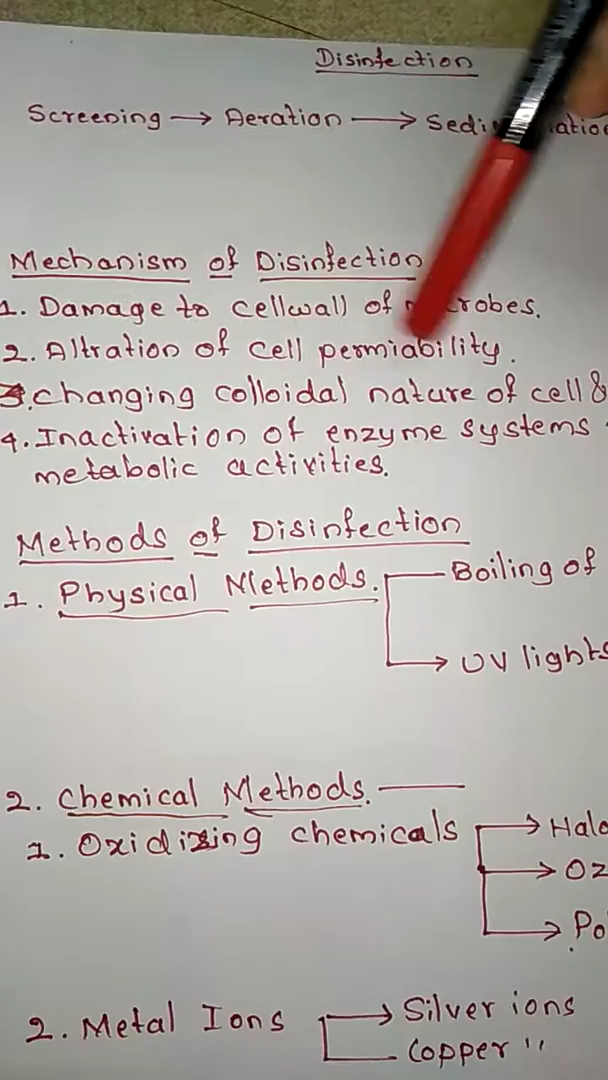 Disinfection
Screening → Aeration →
Mechanism of Disinfection
1. Damage to cellwall of
2. Altration of cell permiability.
3. changing colloidal nature of cell &
4. Inactivation of enzyme systems
metabolic activities.
Methods of Disinfection
1. Physical Methods. Boiling of
→ UV lights
2. Chemical Methods.
1. Oxidizing chemicals → Halo
→ Oz
→ Po
2. Metal Ions → Silver ions
Copper "